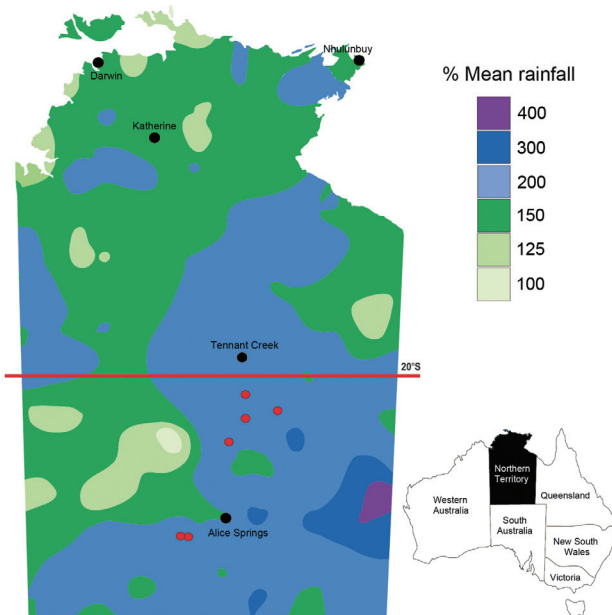 Nhulunbuy
Darwin
Katherine
Tennant Creek
20°S
Alice Springs
% Mean rainfall
400
300
200
150
125
100
Northern
Territory
Western
Australia
Queensland
South
Australia
New South
Wales
Victoria